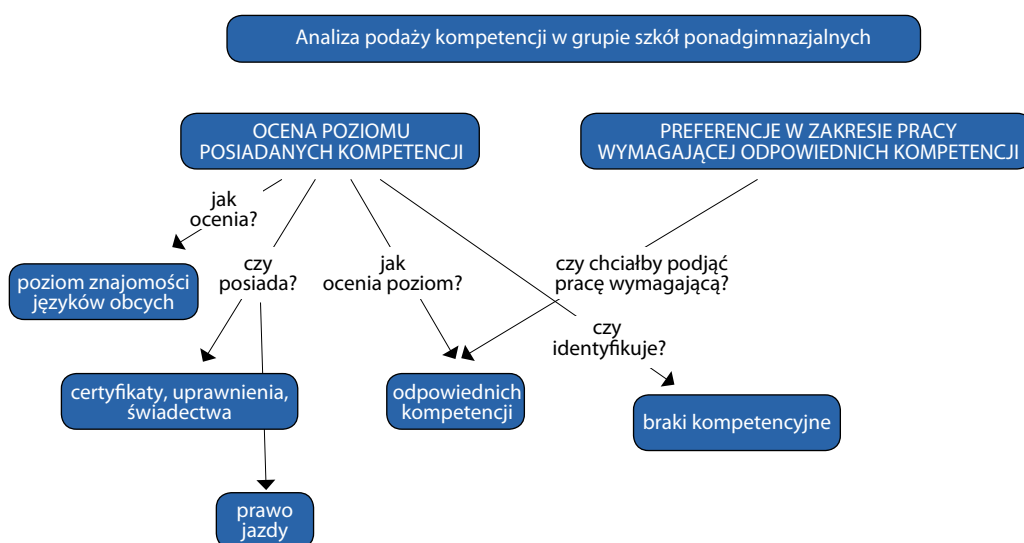 Analiza podaży kompetencji w grupie szkół ponadgimnazjalnych
OCENA POZIOMU
POSIADANYCH KOMPETENCJI
PREFERENCJE W ZAKRESIE PRACY
WYMAGAJĄCEJ ODPOWIEDNICH KOMPETENCJI
jak
ocenia?
czy
posiada?
jak
ocenia poziom?
czy chciałby podjąć
pracę wymagającą?
poziom znajomości
języków obcych
czy
identyfikuje?
certyfikaty, uprawnienia,
świadectwa
odpowiednich
kompetencji
braki kompetencyjne
prawo
jazdy